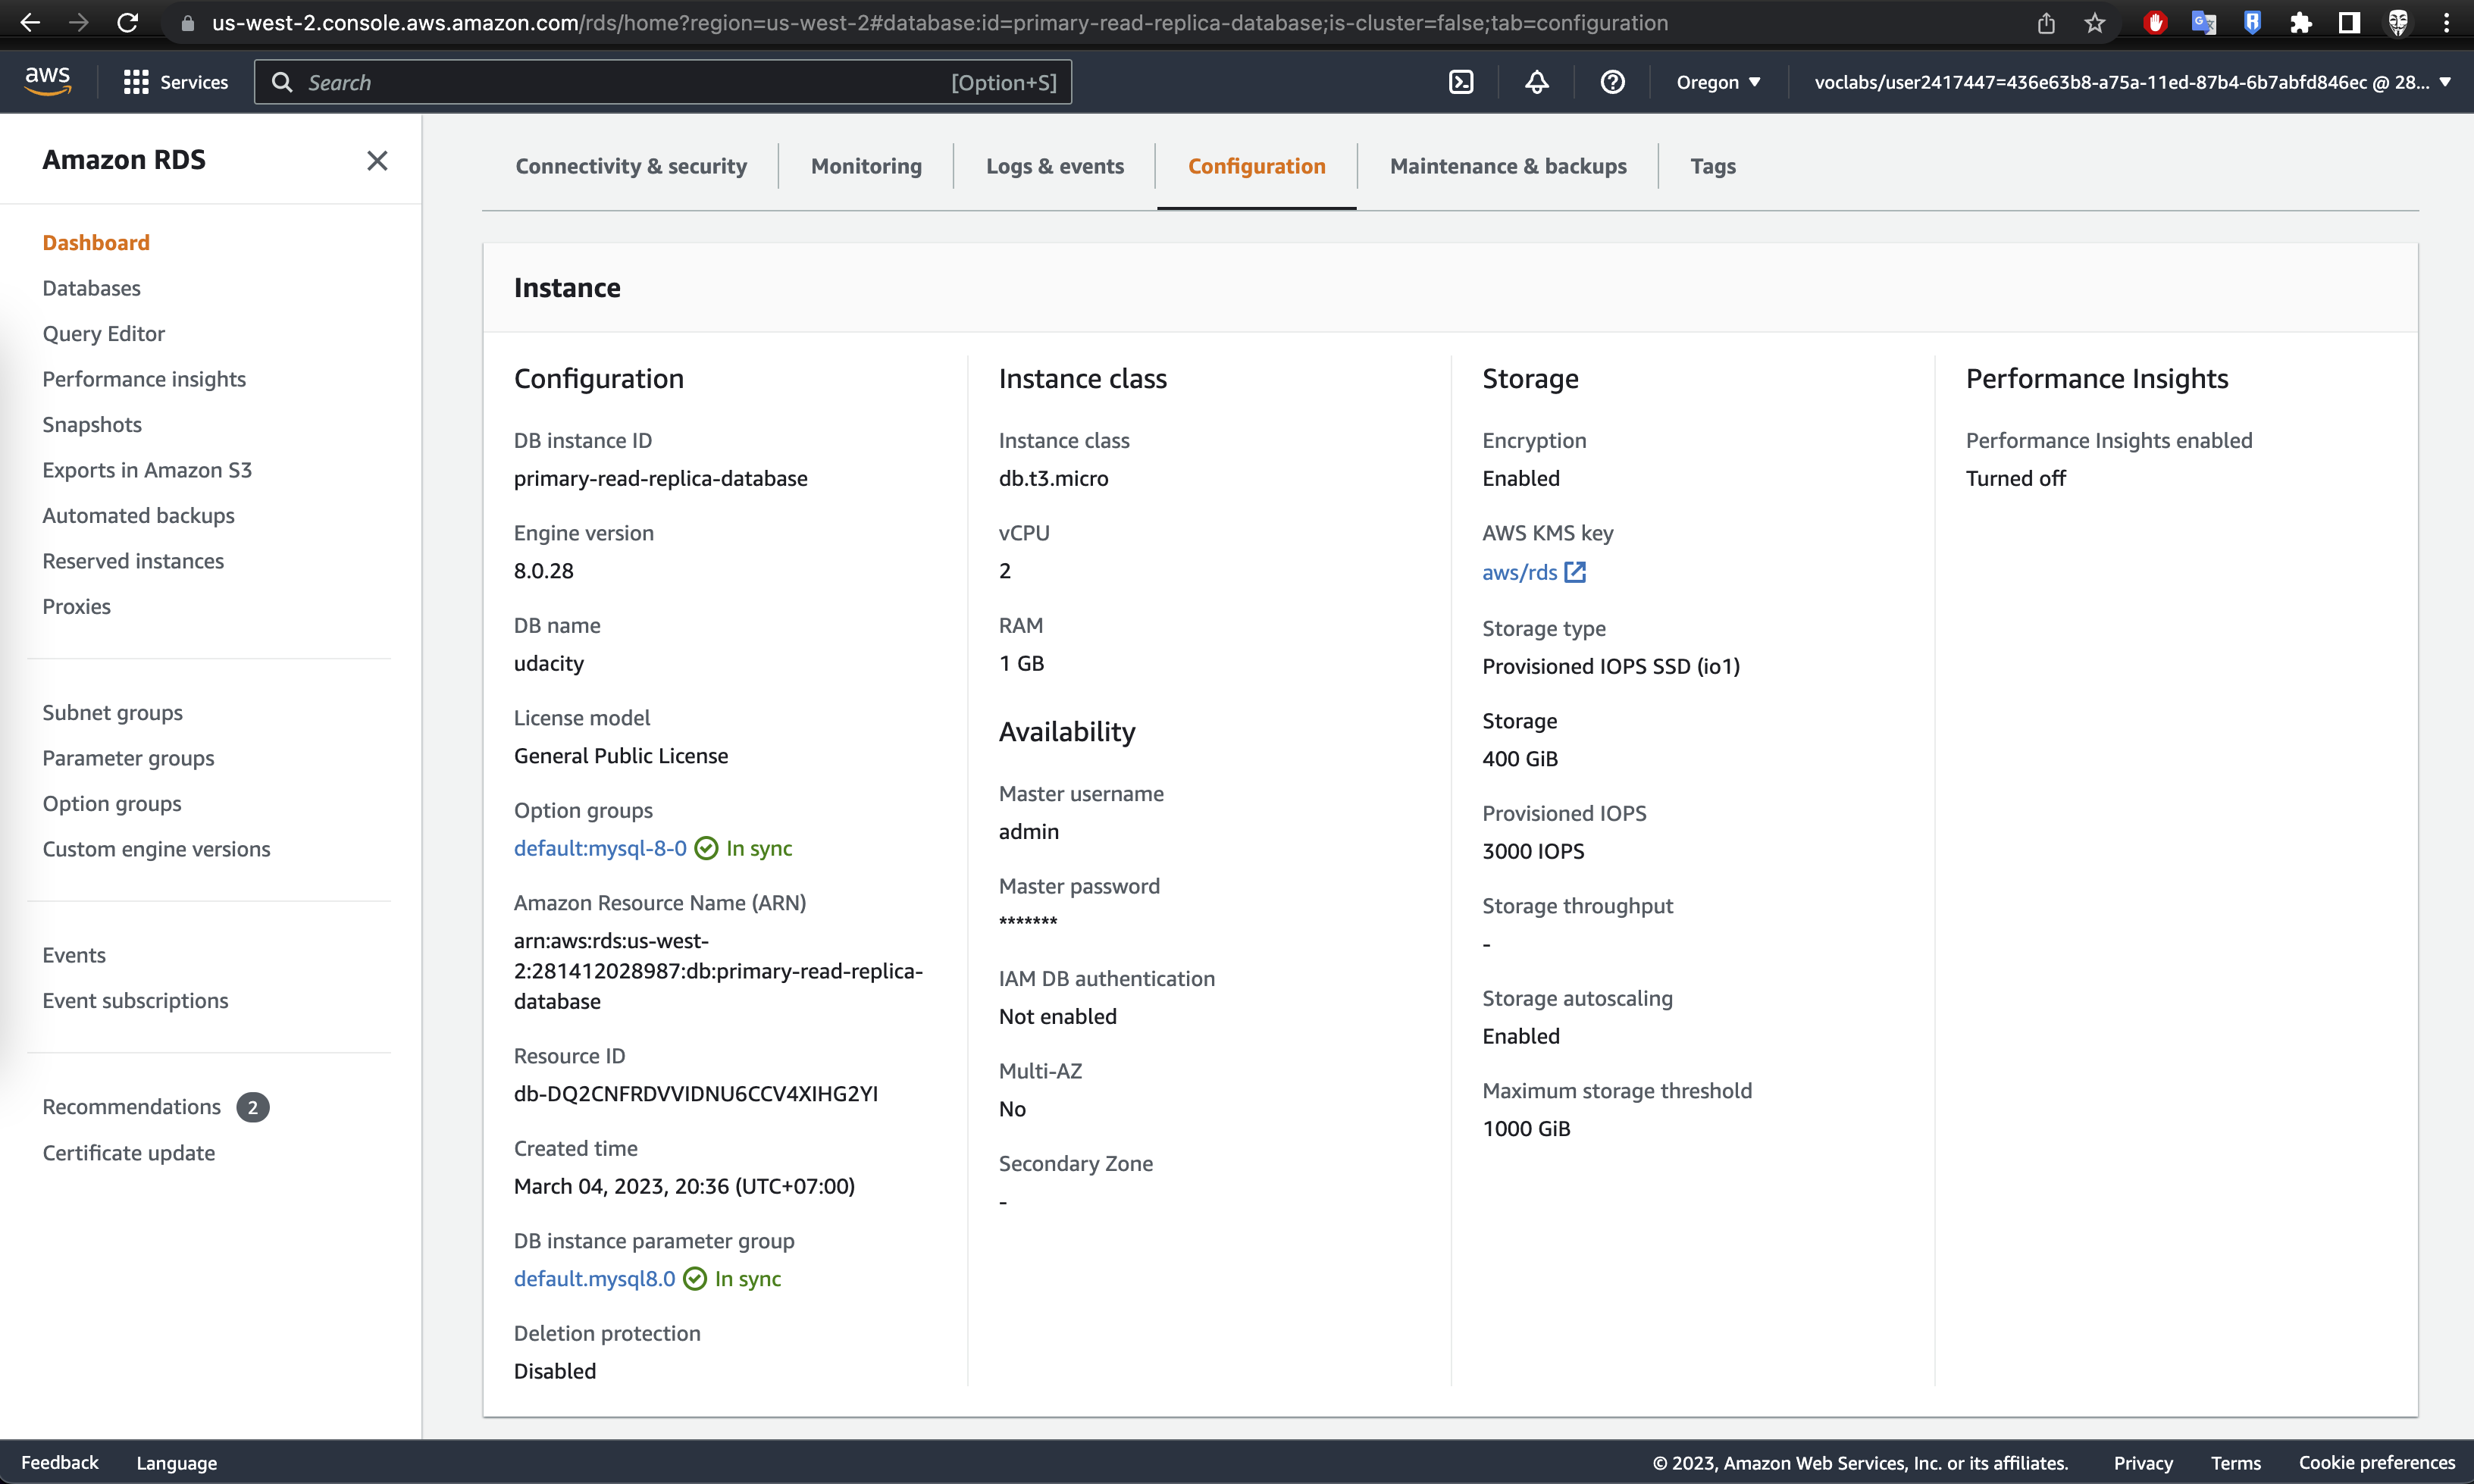 us-west-2.console.aws.amazon.com/rds/home?region=us-west-2#database:id=primary-read-replica-database;is-cluster=false;tab=configuration
aws
Services
Search
[Option+S]
Oregon
voclabs/user2417447=436e63b8-a75a-11ed-87b4-6b7abfd846ec @ 28...
Amazon RDS
Dashboard
Databases
Query Editor
Performance insights
Snapshots
Exports in Amazon S3
Automated backups
Reserved instances
Proxies
Subnet groups
Parameter groups
Option groups
Custom engine versions
Events
Event subscriptions
Recommendations 2
Certificate update
Connectivity & security
Monitoring
Logs & events
Configuration
Maintenance & backups
Tags
Instance
Configuration
DB instance ID
primary-read-replica-database
Engine version
8.0.28
DB name
udacity
License model
General Public License
Option groups
default:mysql-8-0 In sync
Amazon Resource Name (ARN)
arn:aws:rds:us-west-
2:281412028987:db:primary-read-replica-
database
Resource ID
db-DQ2CNFRDVVIDNU6CCV4XIHG2YI
Created time
March 04, 2023, 20:36 (UTC+07:00)
DB instance parameter group
default.mysql8.0 In sync
Deletion protection
Disabled
Instance class
Instance class
db.t3.micro
vCPU
2
RAM
1 GB
Availability
Master username
admin
Master password
*******
IAM DB authentication
Not enabled
Multi-AZ
No
Secondary Zone
-
Storage
Encryption
Enabled
AWS KMS key
aws/rds
Storage type
Provisioned IOPS SSD (io1)
Storage
400 GiB
Provisioned IOPS
3000 IOPS
Storage throughput
-
Storage autoscaling
Enabled
Maximum storage threshold
1000 GiB
Performance Insights
Performance Insights enabled
Turned off
Feedback
Language
© 2023, Amazon Web Services, Inc. or its affiliates.
Privacy
Terms
Cookie preferences